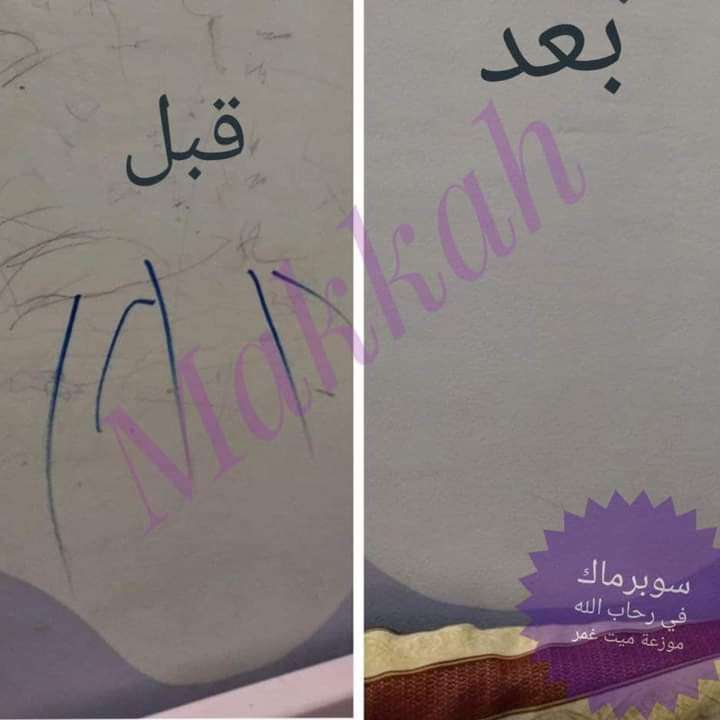 بعد
قبل
Makkah
سوبرماك
في رحاب الله
موزعة ميت غمر